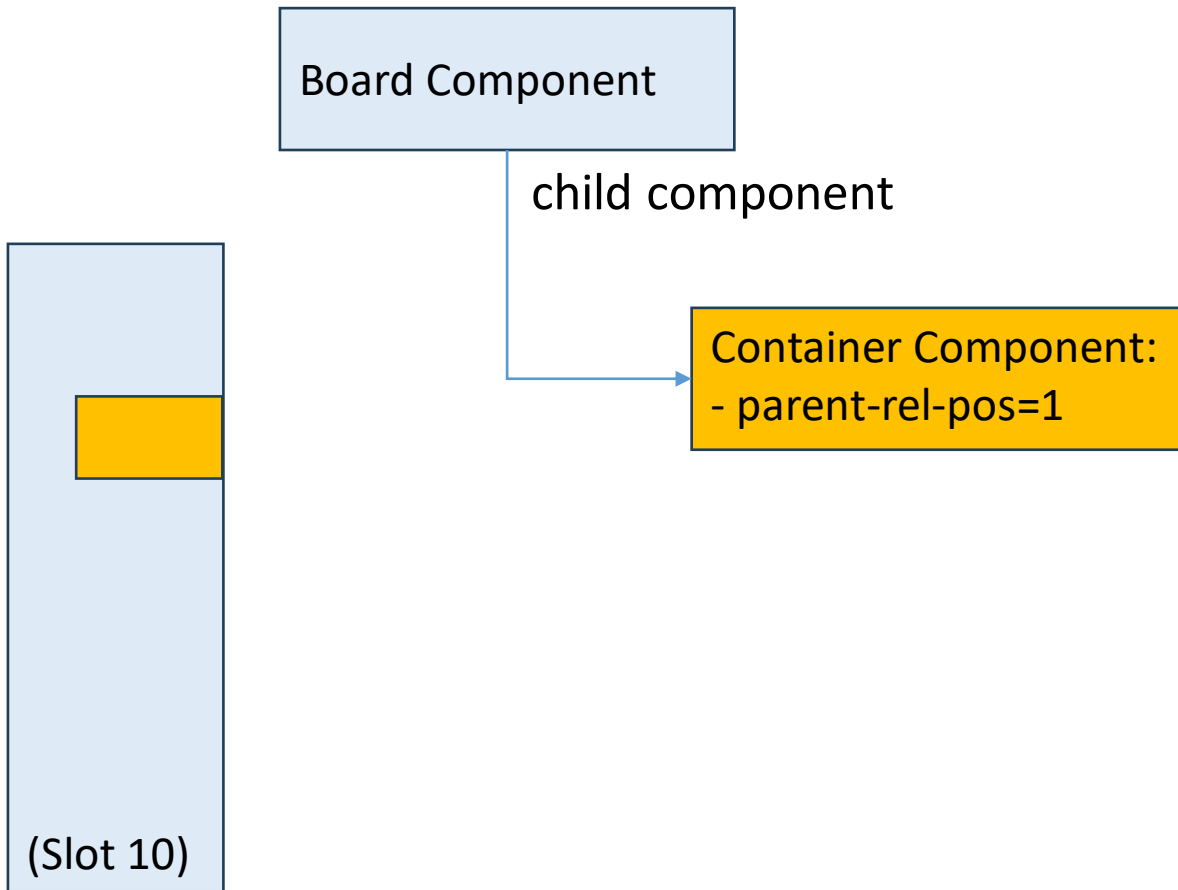 Board Component
child component
Container Component:
- parent-rel-pos=1
(Slot 10)